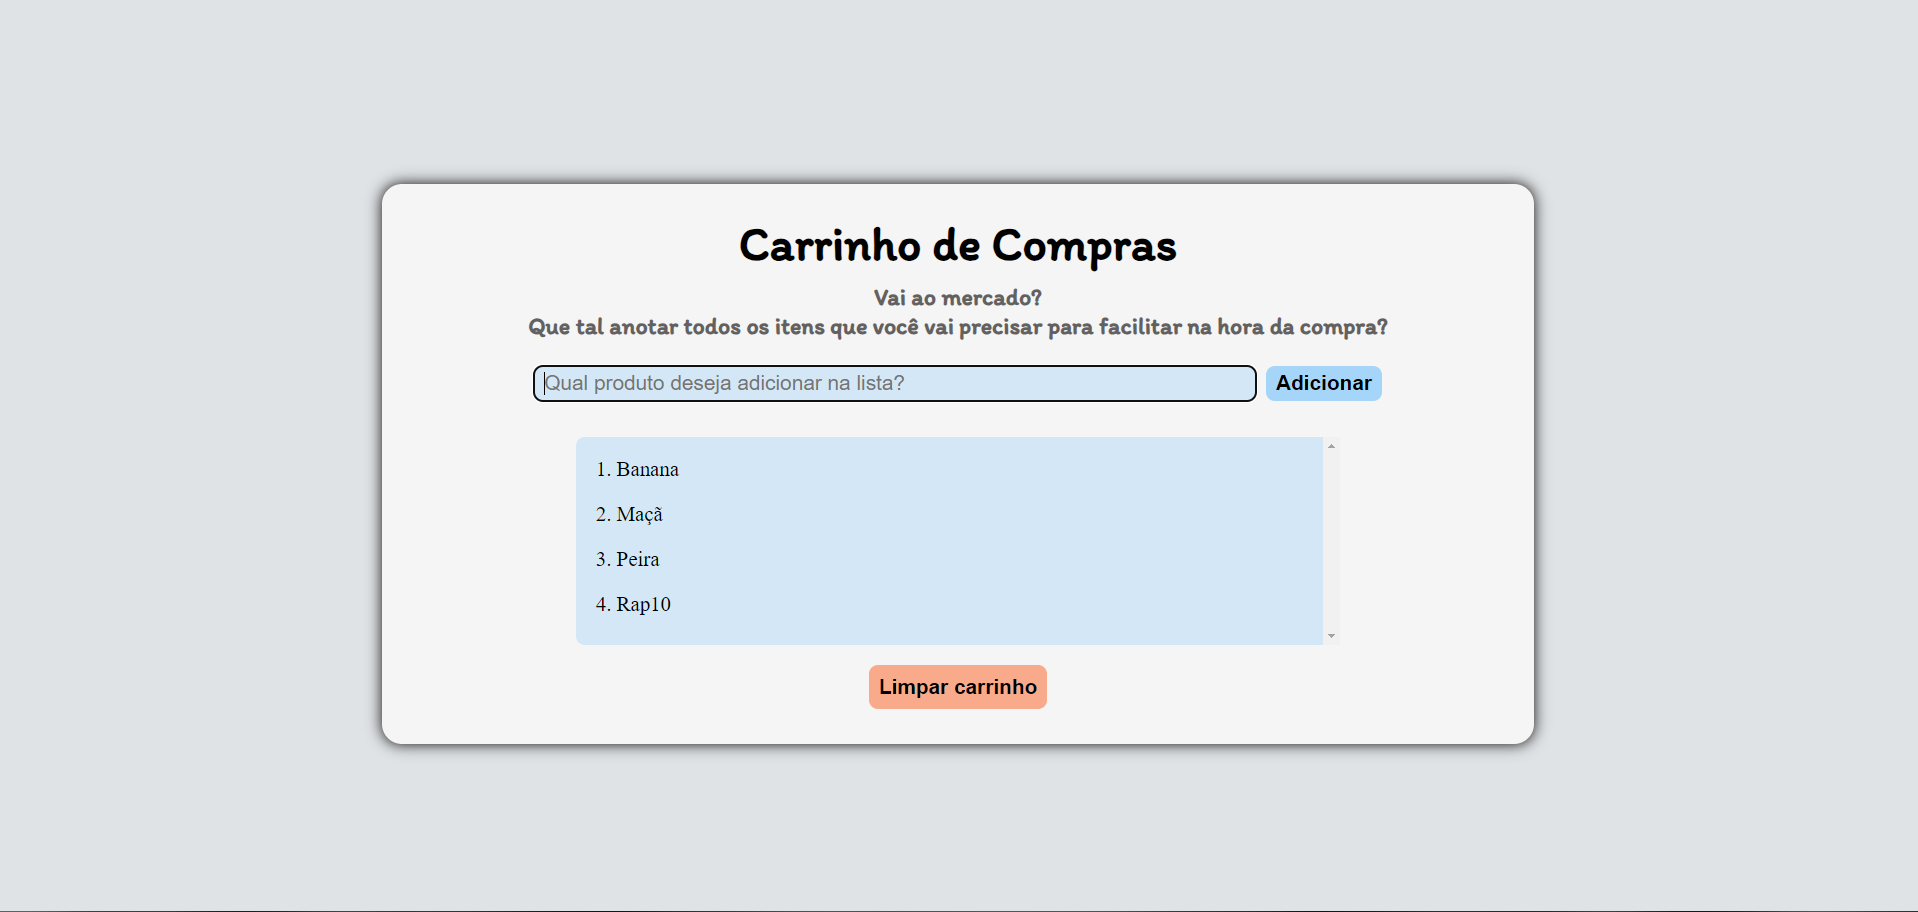 Carrinho de Compras
Vai ao mercado?
Que tal anotar todos os itens que você vai precisar para facilitar na hora da compra?
Qual produto deseja adicionar na lista?
Adicionar
1. Banana
2. Maçã
3. Peira
4. Rap10
Limpar carrinho